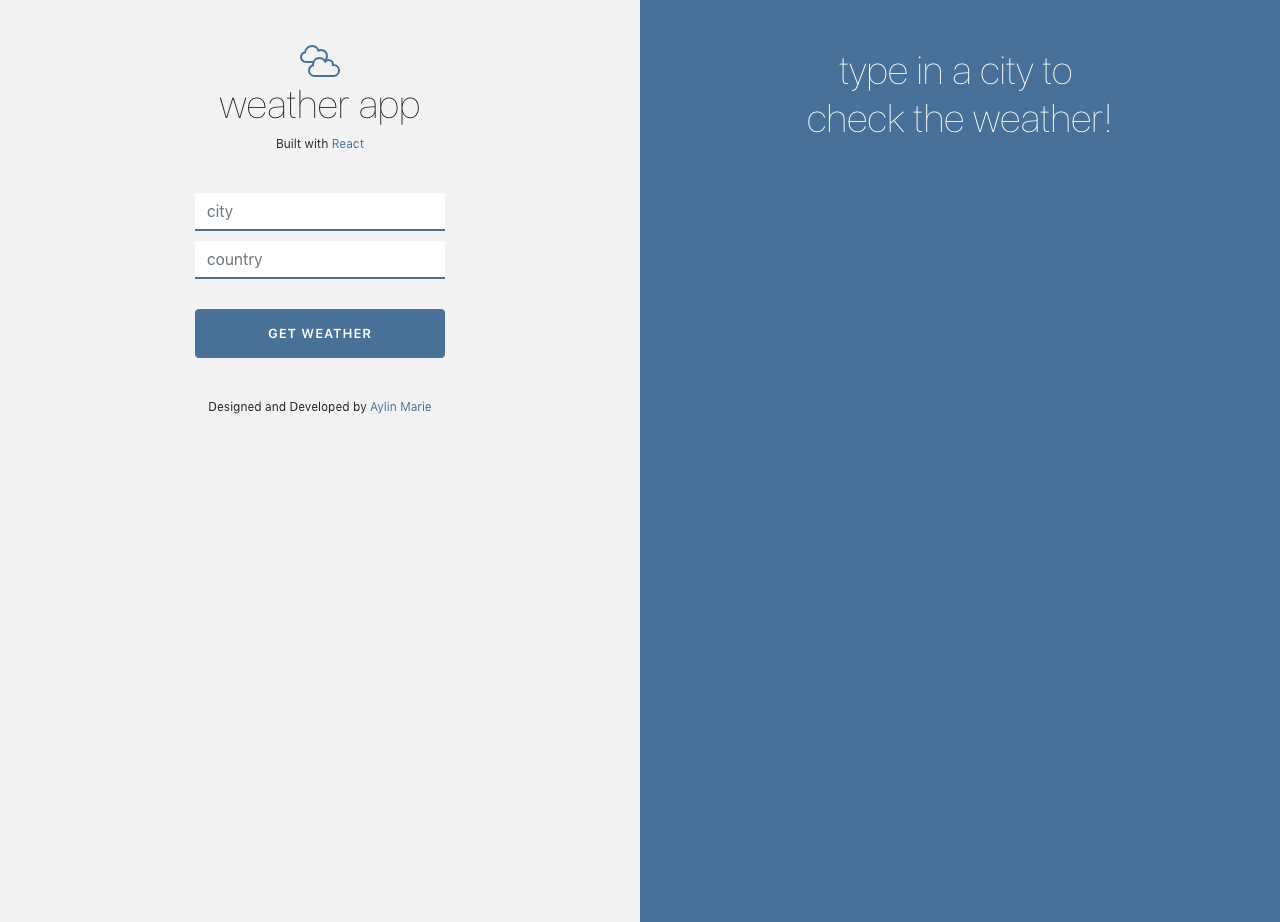 weather app
Built with React
city
country
GET WEATHER
Designed and Developed by Aylin Marie
type in a city to
check the weather!